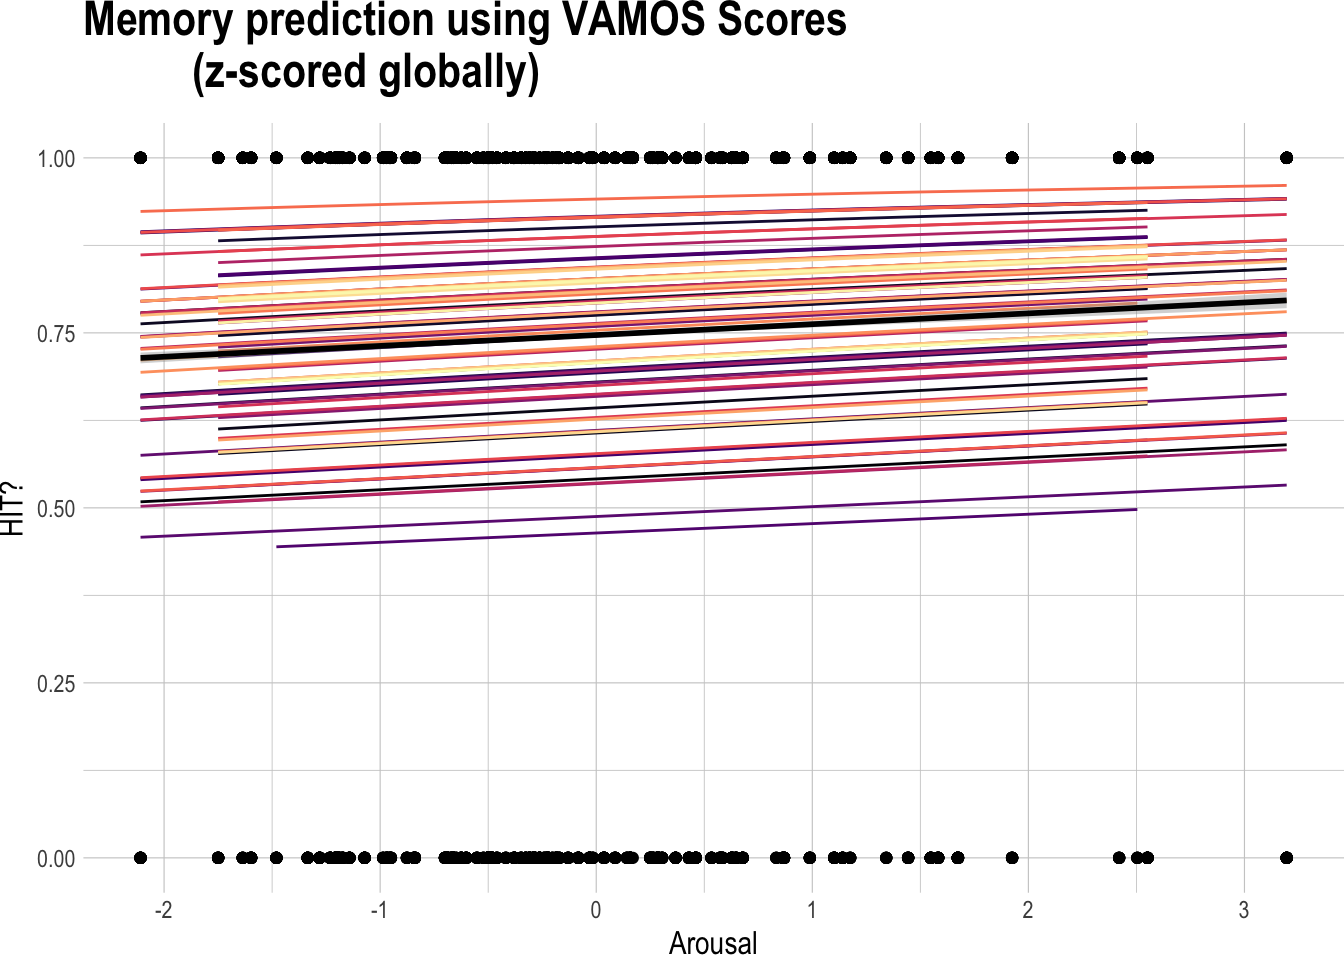 Memory prediction using VAMOS Scores
(z-scored globally)
1.00
0.75
0.50
0.25
0.00
HIT?
-2
-1
0
1
2
3
Arousal